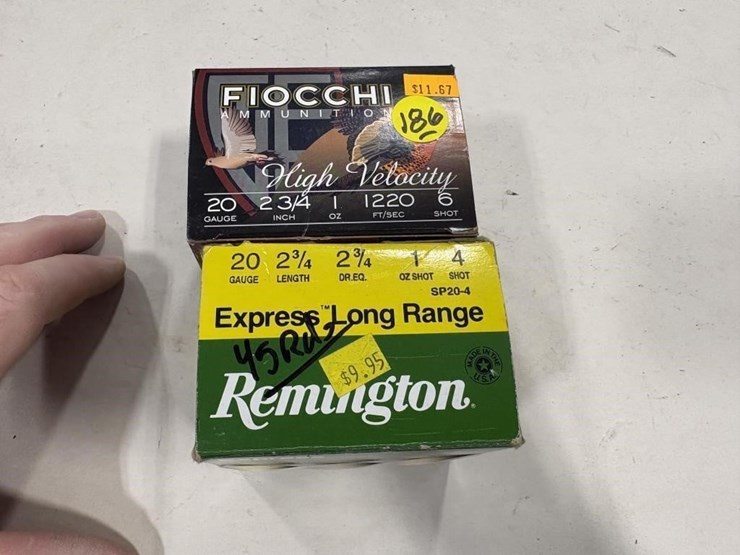 FIOCCHI
AMMUNITION
$11.67
186
High Velocity
20 2 3/4 1 1220 6
GAUGE INCH OZ FT/SEC SHOT
20 2 3/4 2 3/4 1 4
GAUGE LENGTH DR.EQ. OZ SHOT SHOT
SP20-4
Express™ Long Range
45 Rds
$9.95
Remington.
MADE IN THE
U.S.A.